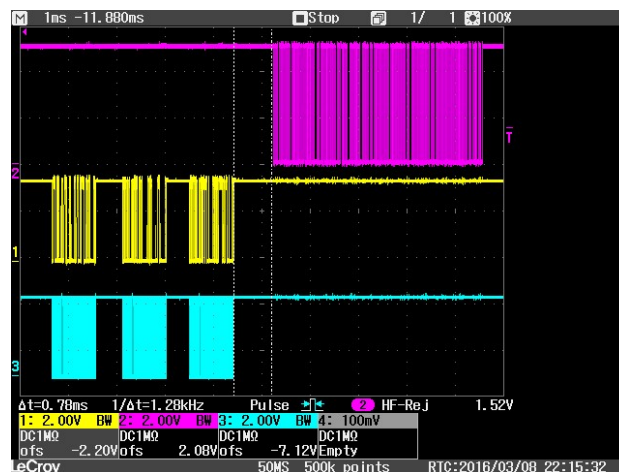 M 1ms -11.880ms Stop 1/ 1 100%
T
2
1
3
Δt=0.78ms 1/Δt=1.28kHz Pulse 2 HF-Rej 1.52V
1: 2.00V BW 2: 2.00V BW 3: 2.00V BW 4: 100mV
DC1MΩ DC1MΩ DC1MΩ DC1MΩ
ofs -2.20V ofs 2.08V ofs -7.12V Empty
LeCroy 50MS 500k points RTC:2016/03/08 22:15:32